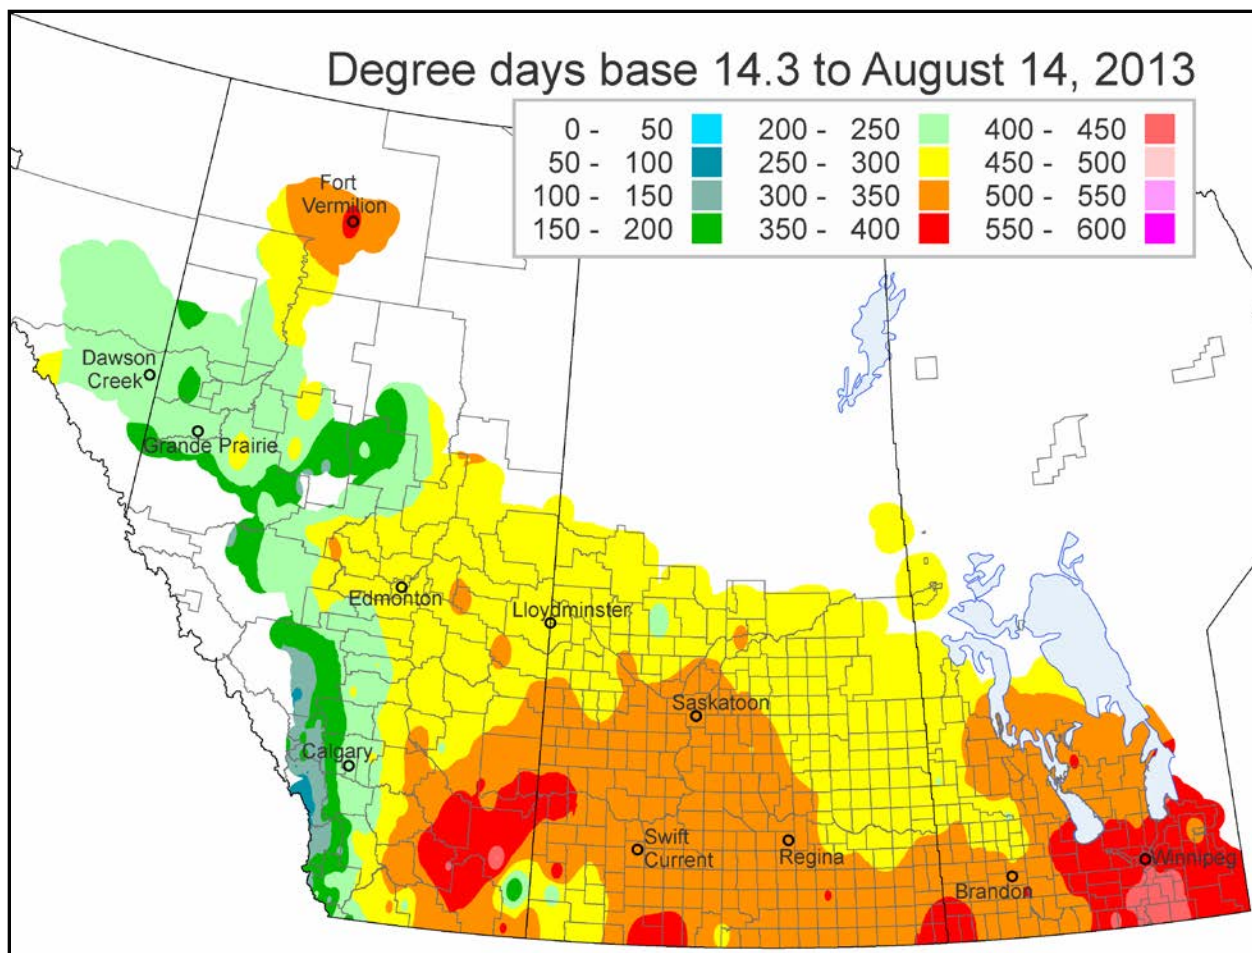 Degree days base 14.3 to August 14, 2013
0 - 50 200 - 250 400 - 450
50 - 100 250 - 300 450 - 500
100 - 150 300 - 350 500 - 550
150 - 200 350 - 400 550 - 600
Fort
Vermilion
Dawson
Creek
Grande Prairie
Edmonton
Lloydminster
Saskatoon
Calgary
Swift
Current
Regina
Brandon
Winnipeg